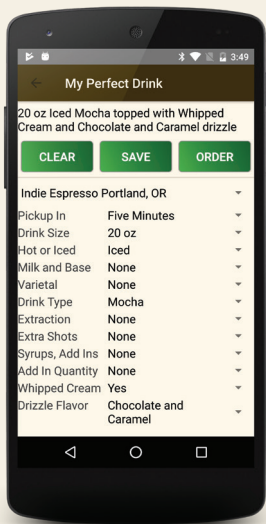 3:49
My Perfect Drink
20 oz Iced Mocha topped with Whipped
Cream and Chocolate and Caramel drizzle
CLEAR SAVE ORDER
Indie Espresso Portland, OR
Pickup In Five Minutes
Drink Size 20 oz
Hot or Iced Iced
Milk and Base None
Varietal None
Drink Type Mocha
Extraction None
Extra Shots None
Syrups, Add Ins None
Add In Quantity None
Whipped Cream Yes
Drizzle Flavor Chocolate and
Caramel